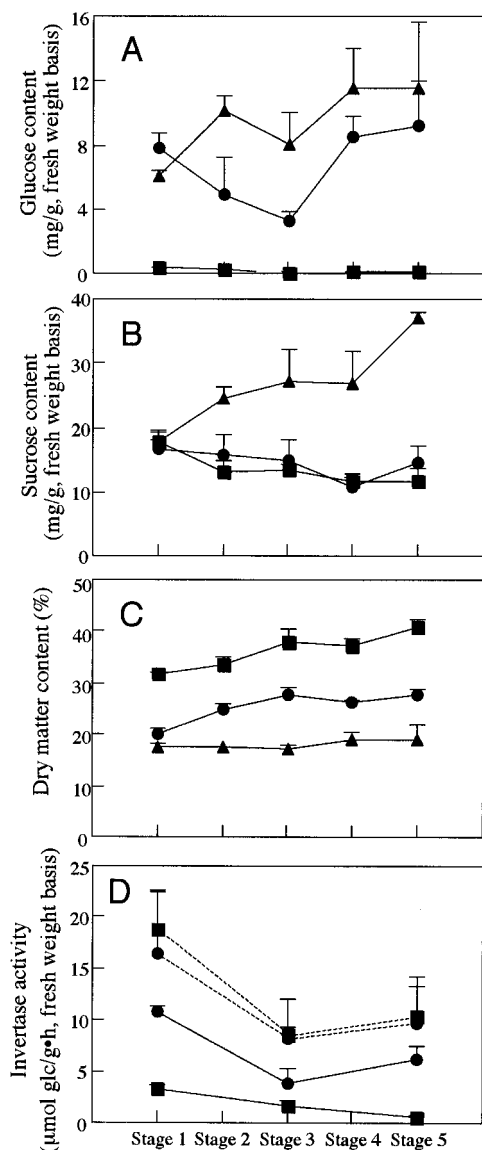 A
Glucose content
(mg/g, fresh weight basis)
16
12
8
4
0
B
Sucrose content
(mg/g, fresh weight basis)
40
30
20
10
0
C
Dry matter content (%)
50
40
30
20
10
0
D
Invertase activity
(μmol glc/g•h, fresh weight basis)
25
20
15
10
5
0
Stage 1 Stage 2 Stage 3 Stage 4 Stage 5